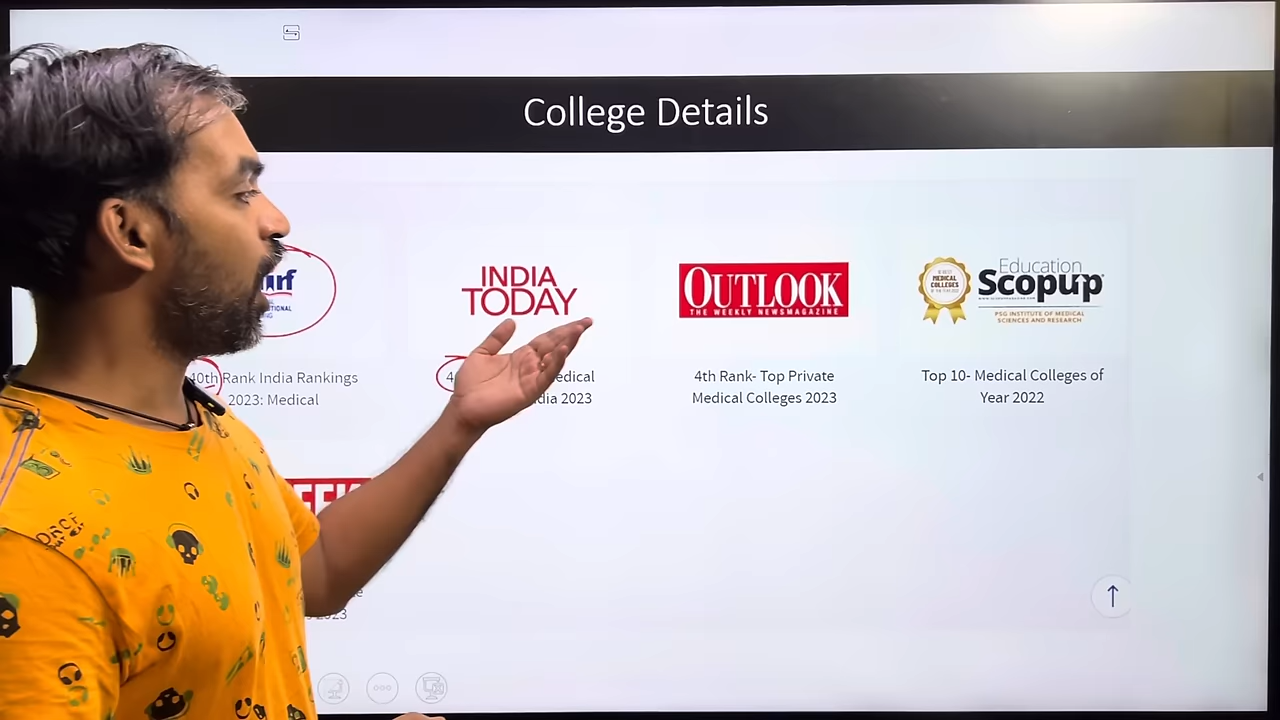 College Details
INDIA
TODAY
OUTLOOK
THE WEEKLY NEWSMAGAZINE
MEDICAL
COLLEGES
Education
Scopup
PSG INSTITUTE OF MEDICAL
SCIENCES AND RESEARCH
40th Rank India Rankings
2023: Medical
2023
4th Rank- Top Private
Medical Colleges 2023
Top 10- Medical Colleges of
Year 2022